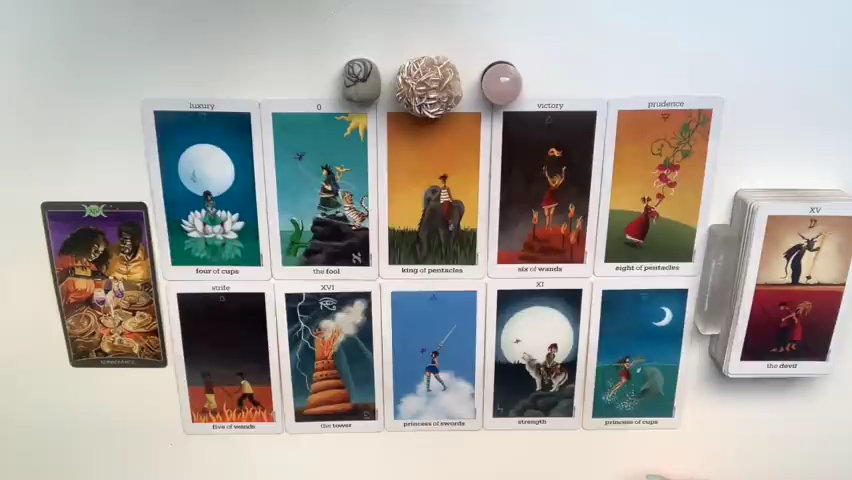 luxury
four of cups
0
the fool
king of pentacles
victory
six of wands
prudence
eight of pentacles
strife
five of wands
XVI
the tower
princess of swords
XI
strength
princess of cups
XIV
XV
the devil